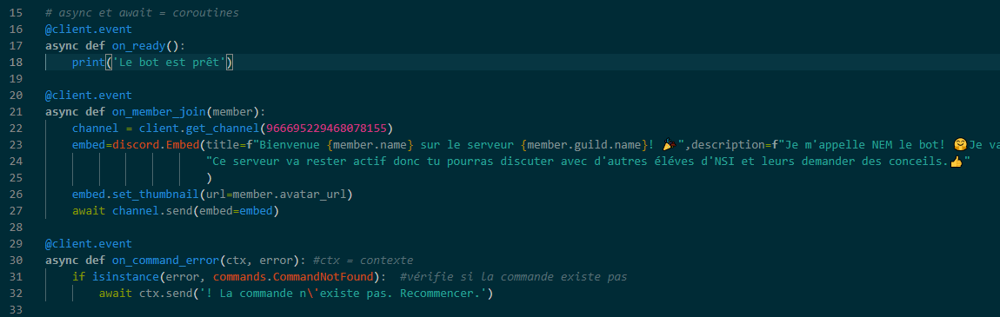 15 # async et await = coroutines
16 @client.event
17 async def on_ready():
18     print('Le bot est prêt')
19
20 @client.event
21 async def on_member_join(member):
22     channel = client.get_channel(966695229468078155)
23     embed=discord.Embed(title=f"Bienvenue {member.name} sur le serveur {member.guild.name}! 🎉",description=f"Je m'appelle NEM le bot! 🤗Je va
24                         "Ce serveur va rester actif donc tu pourras discuter avec d'autres éléves d'NSI et leurs demander des conceils.👍"
25                         )
26     embed.set_thumbnail(url=member.avatar_url)
27     await channel.send(embed=embed)
28
29 @client.event
30 async def on_command_error(ctx, error): #ctx = contexte
31     if isinstance(error, commands.CommandNotFound):  #vérifie si la commande existe pas
32         await ctx.send('! La commande n\'existe pas. Recommencer.')
33